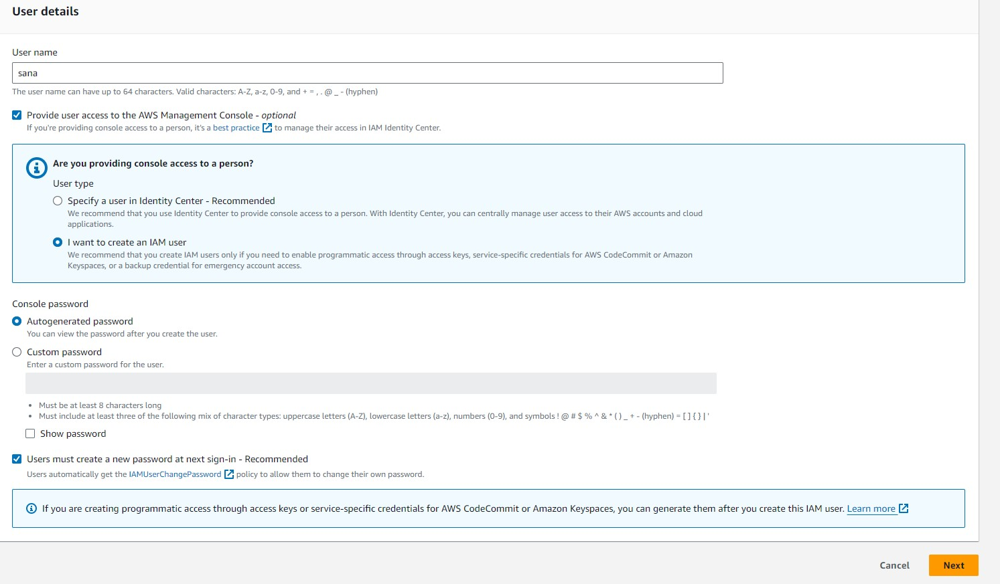 User details
User name
sana
The user name can have up to 64 characters. Valid characters: A-Z, a-z, 0-9, and + = , . @ _ - (hyphen)
Provide user access to the AWS Management Console - optional
If you're providing console access to a person, it's a best practice to manage their access in IAM Identity Center.
Are you providing console access to a person?
User type
Specify a user in Identity Center - Recommended
We recommend that you use Identity Center to provide console access to a person. With Identity Center, you can centrally manage user access to their AWS accounts and cloud
applications.
I want to create an IAM user
We recommend that you create IAM users only if you need to enable programmatic access through access keys, service-specific credentials for AWS CodeCommit or Amazon
Keyspaces, or a backup credential for emergency account access.
Console password
Autogenerated password
You can view the password after you create the user.
Custom password
Enter a custom password for the user.
• Must be at least 8 characters long
• Must include at least three of the following mix of character types: uppercase letters (A-Z), lowercase letters (a-z), numbers (0-9), and symbols ! @ # $ % ^ & * ( ) _ + - (hyphen) = [ ] { } | '
Show password
Users must create a new password at next sign-in - Recommended
Users automatically get the IAMUserChangePassword policy to allow them to change their own password.
If you are creating programmatic access through access keys or service-specific credentials for AWS CodeCommit or Amazon Keyspaces, you can generate them after you create this IAM user. Learn more
Cancel
Next